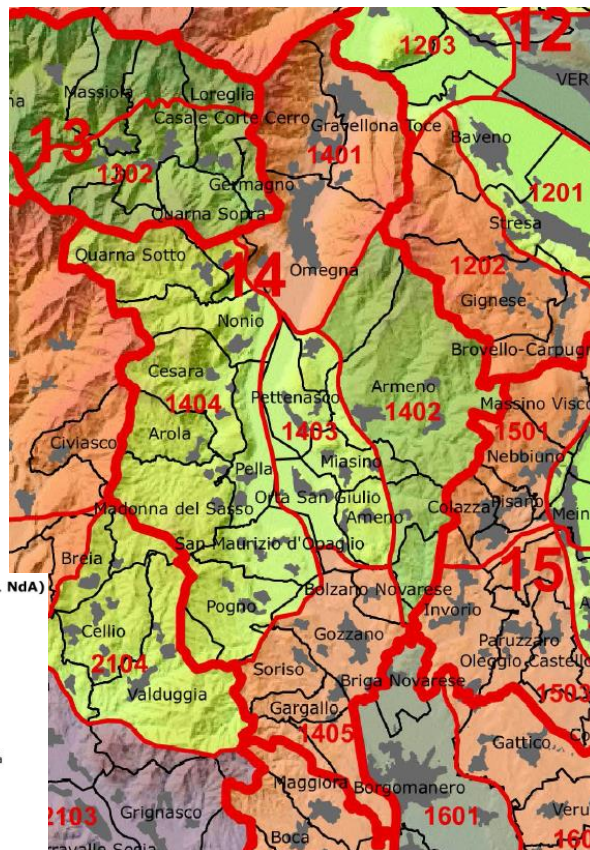 12
1203
VER
Massiola
Loreglia
Casale Corte Cerro
Gravellona Toce
13
1401
Baveno
1302
Germagno
1201
Quarna Sopra
Stresa
Quarna Sotto
14
Omegna
1202
Gignese
Nonio
Brovello-Carpugn
Cesara
Armeno
1404
Pettenasco
1402
Massino Visco
1403
1501
Arola
Nebbiuno
Civiasco
Pella
Miasino
Orta San Giulio
Colazza
Pisano
Madonna del Sasso
Ameno
Mein
San Maurizio d'Opaglio
Breia
15
NdA)
Bolzano Novarese
Pogno
Invorio
Cellio
Gozzano
Paruzzaro
2104
Soriso
Oleggio Castello
Valduggia
Briga Novarese
1503
Gargallo
1405
Gattico
Maggiora
Borgomanero
2103
Grignasco
1601
Veru
Boca
160